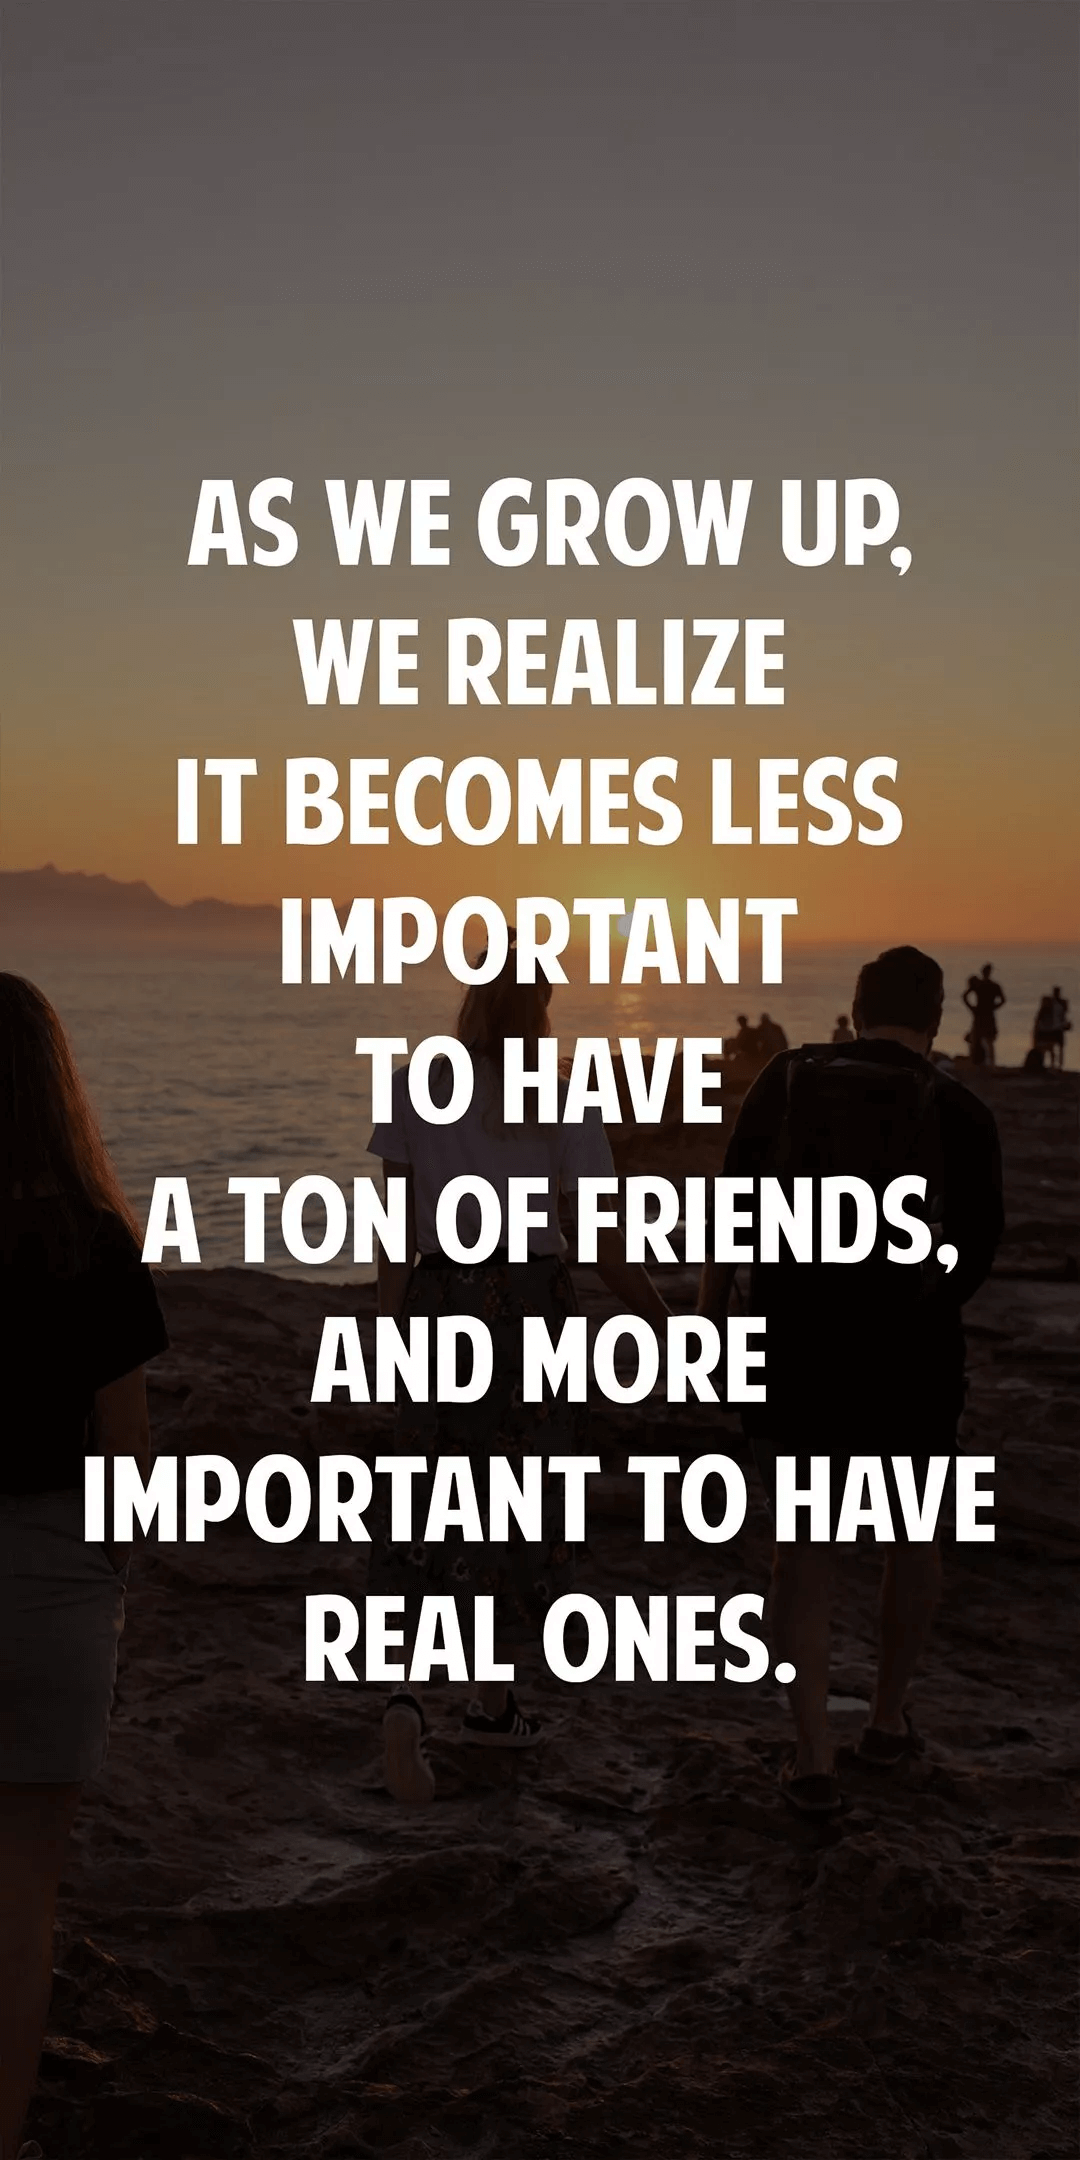 AS WE GROW UP,
WE REALIZE
IT BECOMES LESS
IMPORTANT
TO HAVE
A TON OF FRIENDS,
AND MORE
IMPORTANT TO HAVE
REAL ONES.